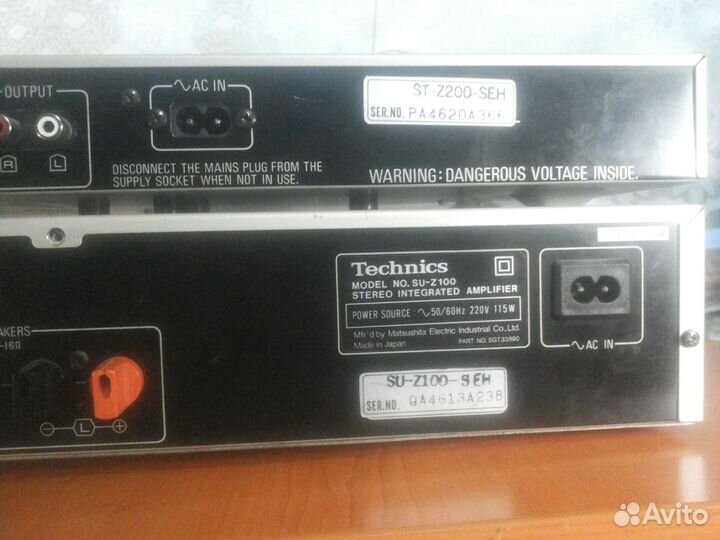 -OUTPUT
R L
∿ AC IN
DISCONNECT THE MAINS PLUG FROM THE
SUPPLY SOCKET WHEN NOT IN USE.
ST-Z200-SEH
SER.NO. PA4620A366
WARNING: DANGEROUS VOLTAGE INSIDE.
AKERS
-16Ω
⊖ L ⊕
Technics
MODEL NO. SU-Z100
STEREO INTEGRATED AMPLIFIER
POWER SOURCE : ∿ 50/60Hz 220V 115W
Mfr'd by Matsushita Electric Industrial Co., Ltd.
Made in Japan PART NO. SGT33890
∿ AC IN
SU-Z100-SEH
SER.NO. QA4613A238
Avito